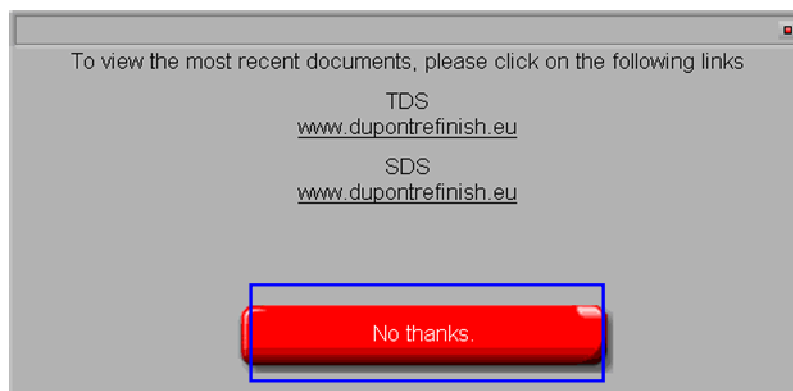 To view the most recent documents, please click on the following links
TDS
www.dupontrefinish.eu
SDS
www.dupontrefinish.eu
No thanks.